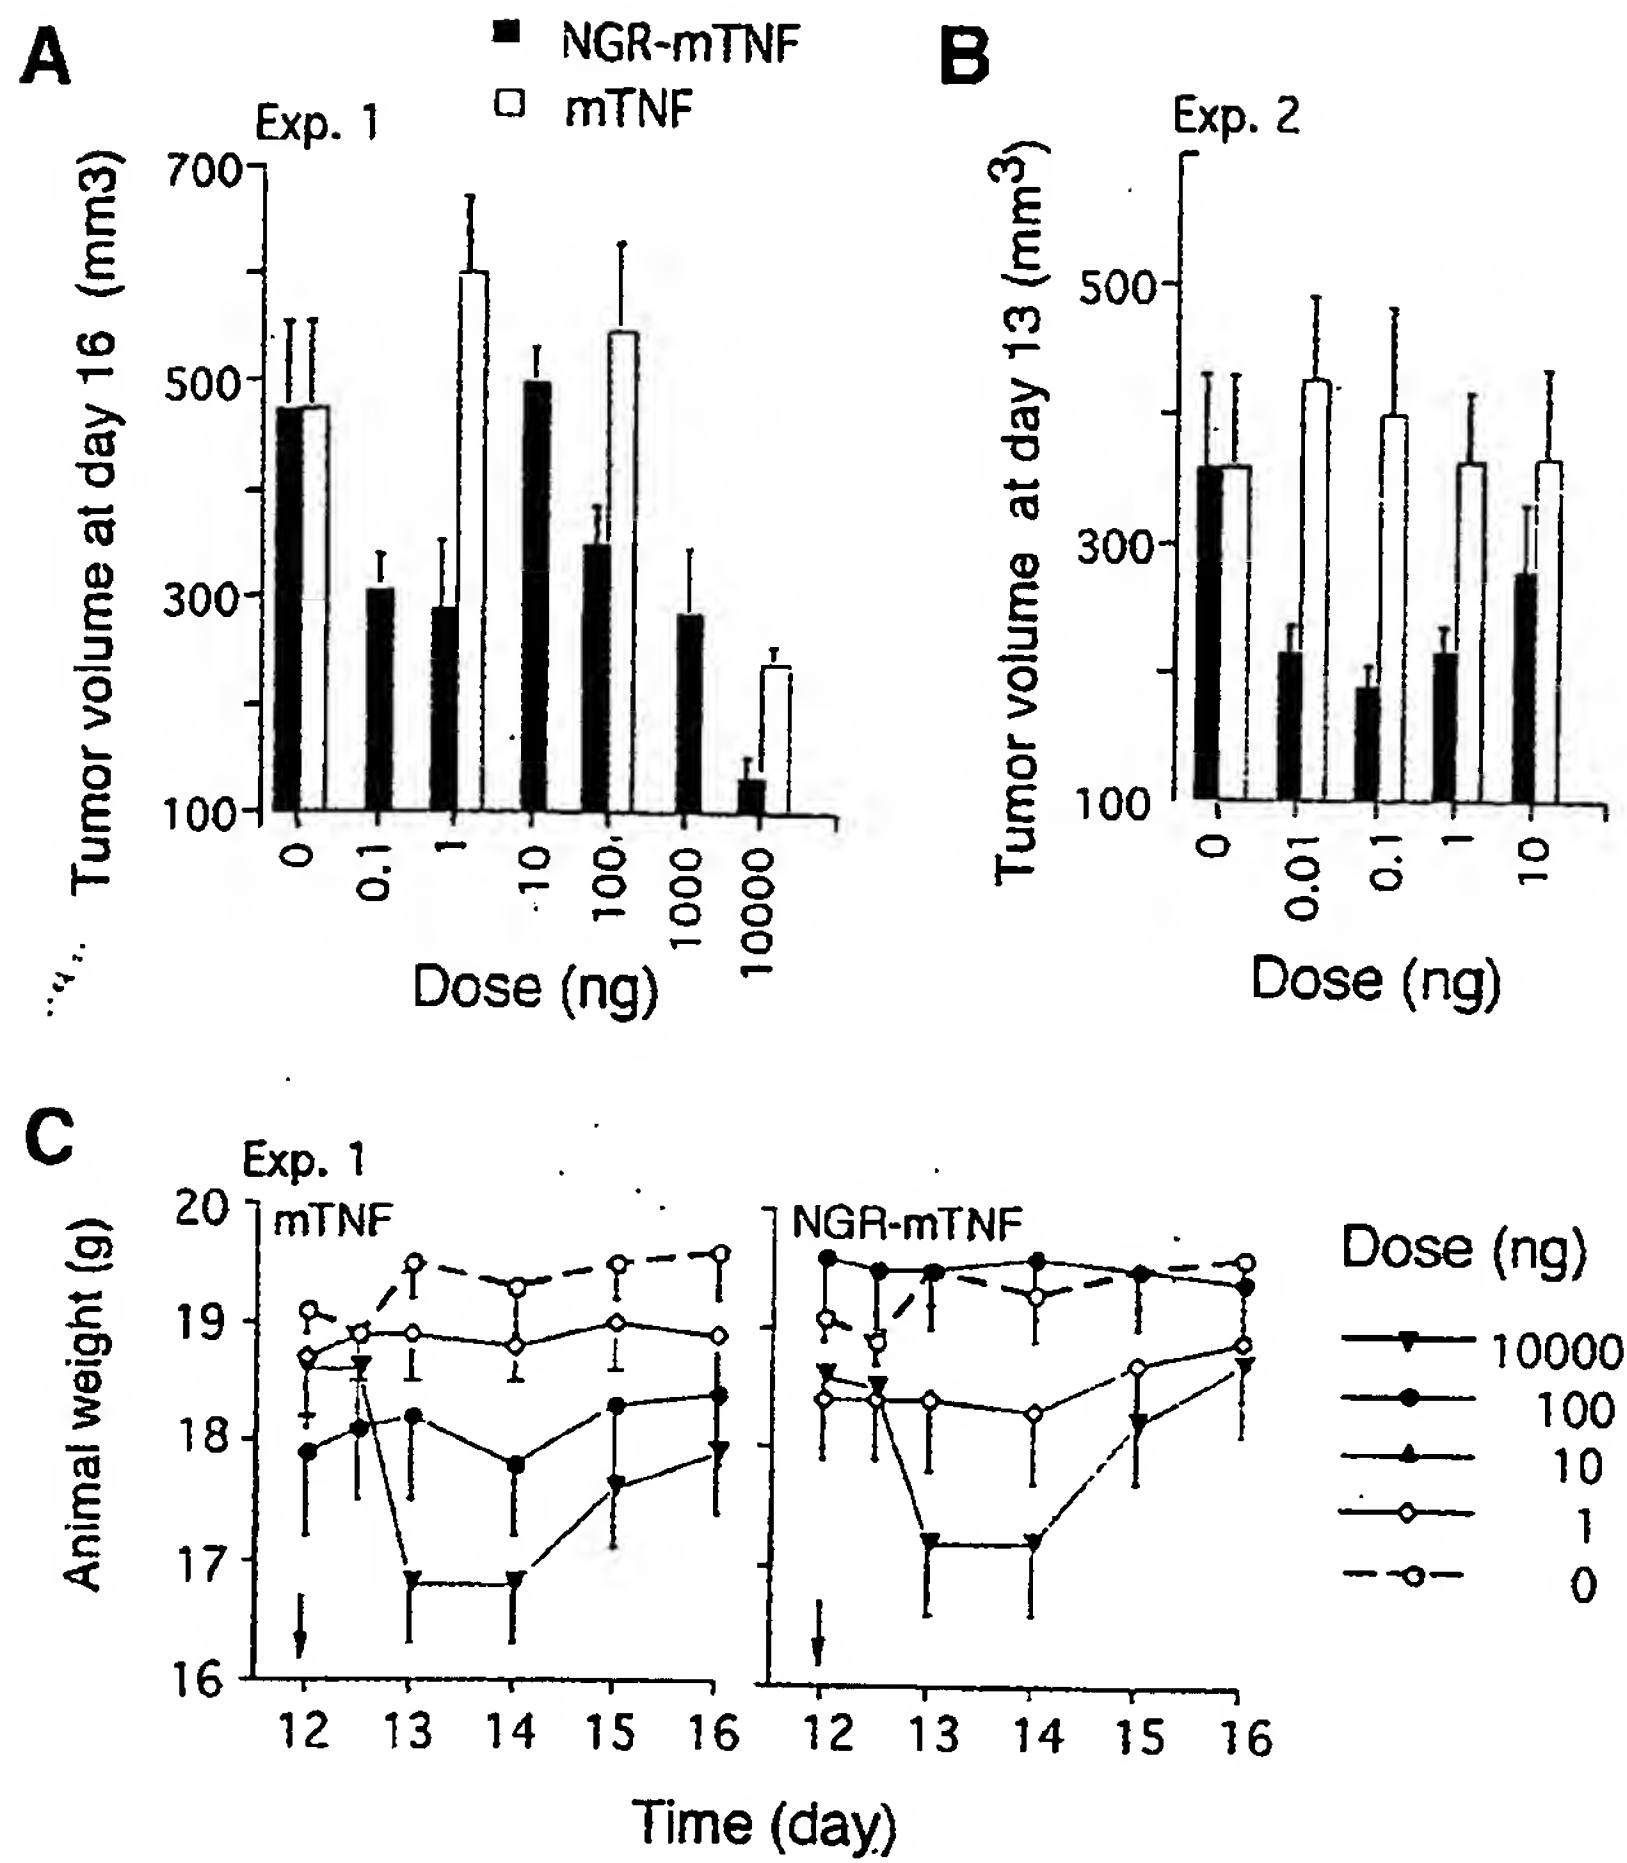 A
■ NGR-mTNF
□ mTNF
Exp. 1
Tumor volume at day 16 (mm3)
700
500
300
100
0
0.1
1
10
100
1000
10000
Dose (ng)
B
Exp. 2
Tumor volume at day 13 (mm3)
500
300
100
0
0.01
0.1
1
10
Dose (ng)
C
Exp. 1
Animal weight (g)
20
19
18
17
16
mTNF
12 13 14 15 16
NGR-mTNF
12 13 14 15 16
Time (day)
Dose (ng)
10000
100
10
1
0